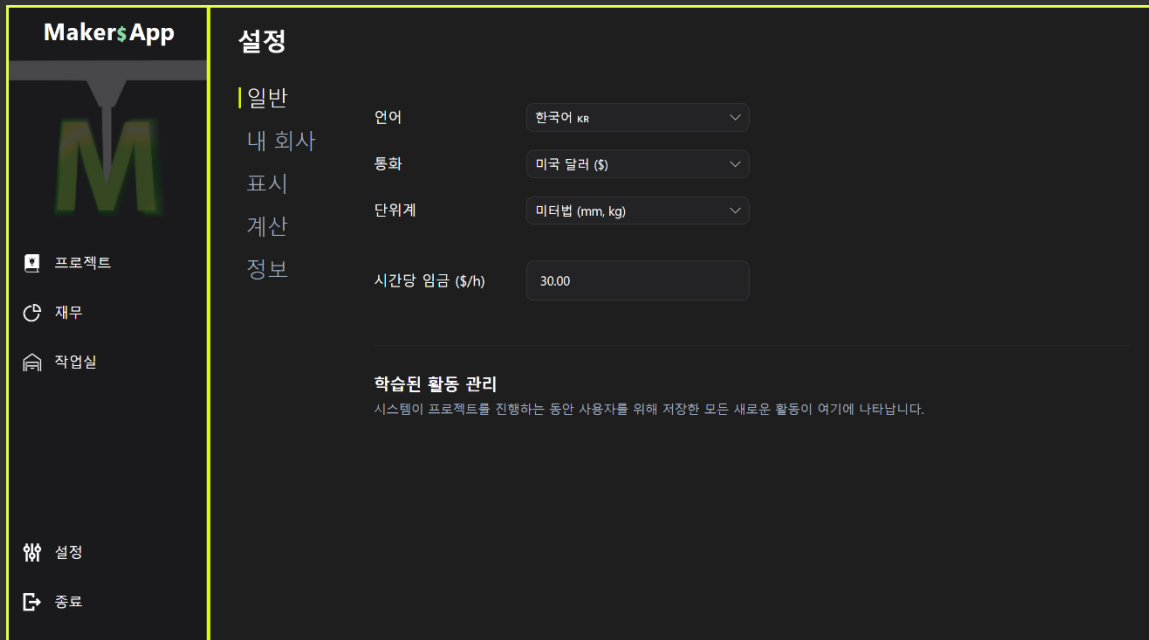 Maker$App
M
프로젝트
재무
작업실
설정
종료
설정
일반
내 회사
표시
계산
정보
언어
한국어 KR
통화
미국 달러 ($)
단위계
미터법 (mm, kg)
시간당 임금 ($/h)
30.00
학습된 활동 관리
시스템이 프로젝트를 진행하는 동안 사용자를 위해 저장한 모든 새로운 활동이 여기에 나타납니다.